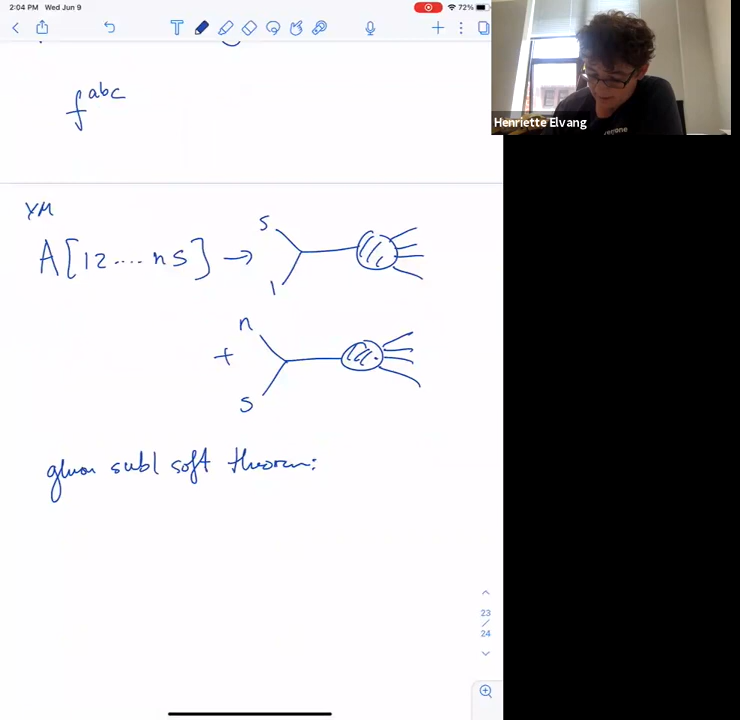 2:04 PM Wed Jun 9
72%
T
Henriette Elvang
f^{abc}
YM
A[12....ns] →
s
1
n
+
s
gluon subl soft theorem:
23
/
24